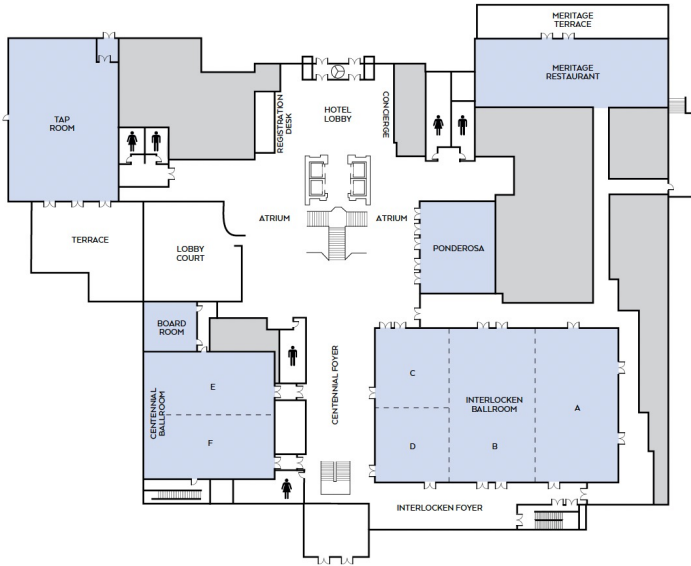 MERITAGE
TERRACE
MERITAGE
RESTAURANT
TAP
ROOM
HOTEL
LOBBY
REGISTRATION
DESK
CONCIERGE
ATRIUM
ATRIUM
TERRACE
LOBBY
COURT
PONDEROSA
BOARD
ROOM
CENTENNIAL FOYER
CENTENNIAL
BALLROOM
E
F
C
D
INTERLOCKEN
BALLROOM
A
B
INTERLOCKEN FOYER